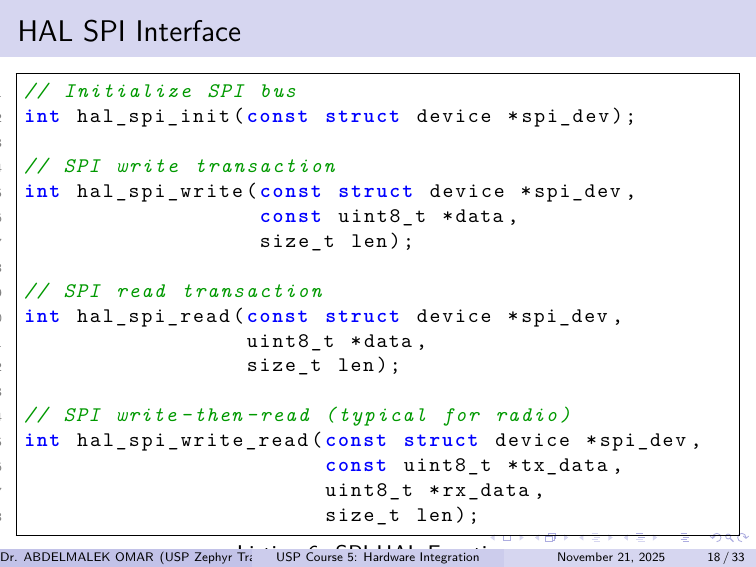 HAL SPI Interface
// Initialize SPI bus
int hal_spi_init(const struct device *spi_dev);
// SPI write transaction
int hal_spi_write(const struct device *spi_dev,
const uint8_t *data,
size_t len);
// SPI read transaction
int hal_spi_read(const struct device *spi_dev,
uint8_t *data,
size_t len);
// SPI write-then-read (typical for radio)
int hal_spi_write_read(const struct device *spi_dev,
const uint8_t *tx_data,
uint8_t *rx_data,
size_t len);
Dr. ABDELMALEK OMAR (USP Zephyr Tra USP Course 5: Hardware Integration November 21, 2025 18 / 33